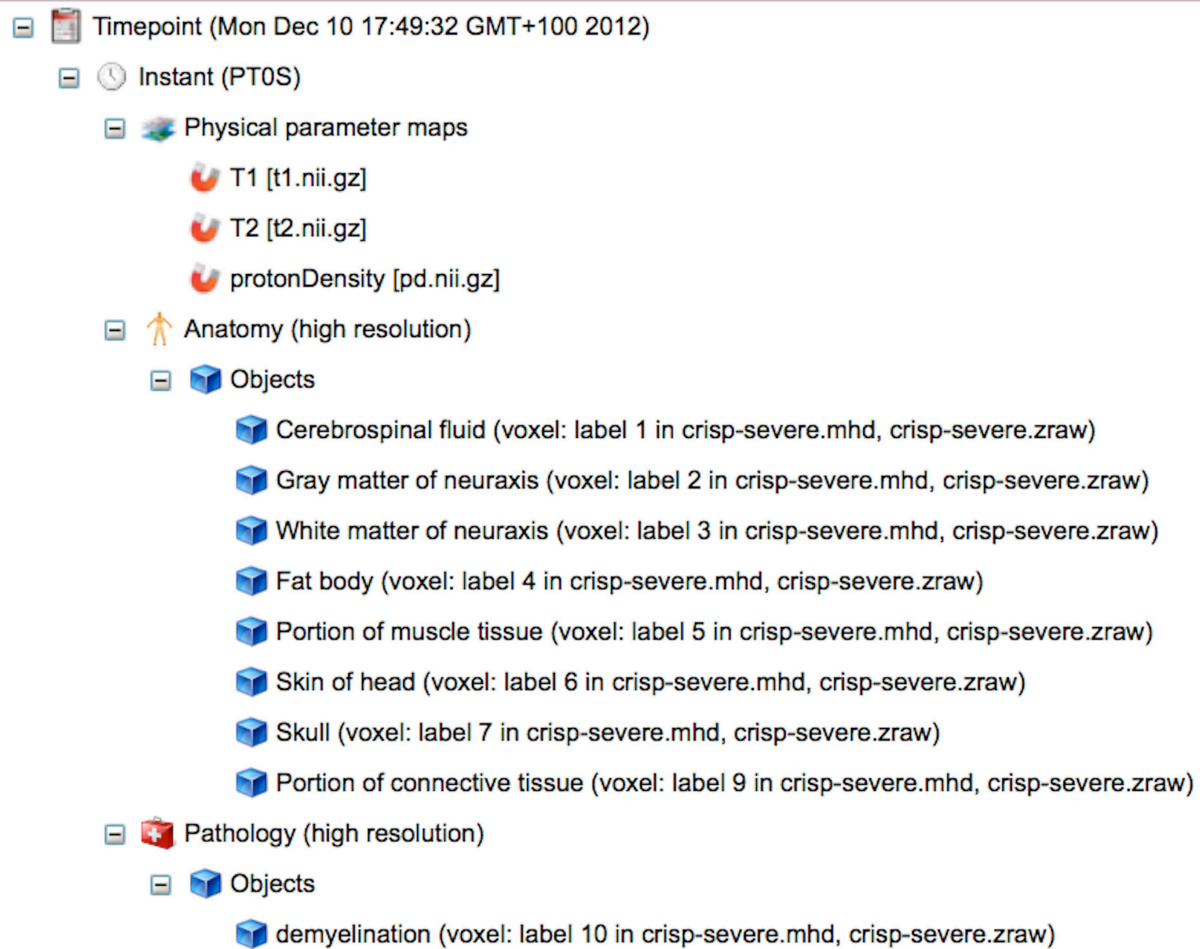 Timepoint (Mon Dec 10 17:49:32 GMT+100 2012)
Instant (PT0S)
Physical parameter maps
T1 [t1.nii.gz]
T2 [t2.nii.gz]
protonDensity [pd.nii.gz]
Anatomy (high resolution)
Objects
Cerebrospinal fluid (voxel: label 1 in crisp-severe.mhd, crisp-severe.zraw)
Gray matter of neuraxis (voxel: label 2 in crisp-severe.mhd, crisp-severe.zraw)
White matter of neuraxis (voxel: label 3 in crisp-severe.mhd, crisp-severe.zraw)
Fat body (voxel: label 4 in crisp-severe.mhd, crisp-severe.zraw)
Portion of muscle tissue (voxel: label 5 in crisp-severe.mhd, crisp-severe.zraw)
Skin of head (voxel: label 6 in crisp-severe.mhd, crisp-severe.zraw)
Skull (voxel: label 7 in crisp-severe.mhd, crisp-severe.zraw)
Portion of connective tissue (voxel: label 9 in crisp-severe.mhd, crisp-severe.zraw)
Pathology (high resolution)
Objects
demyelination (voxel: label 10 in crisp-severe.mhd, crisp-severe.zraw)